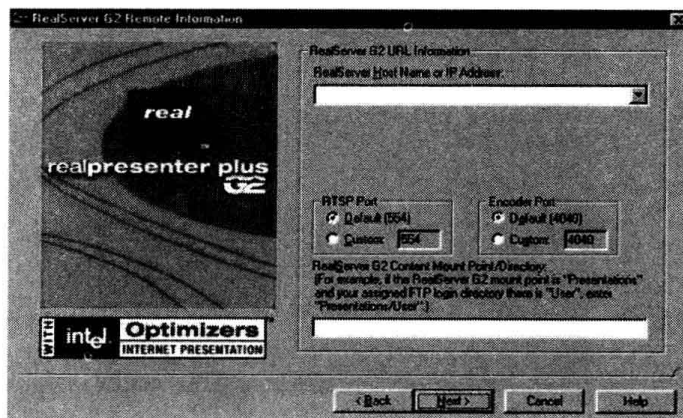 RealServer G2 Remote Information
real
realpresenter plus
G2
WITH
intel.
Optimizers
INTERNET PRESENTATION
RealServer G2 URL Information
RealServer Host Name or IP Address:
RTSP Port
Default (554)
Custom: 554
Encoder Port
Default (4040)
Custom: 4040
RealServer G2 Content Mount Point/Directory:
(For example, if the RealServer G2 mount point is "Presentations"
and your assigned FTP login directory there is "User", enter
"Presentations/User".)
< Back
Next >
Cancel
Help